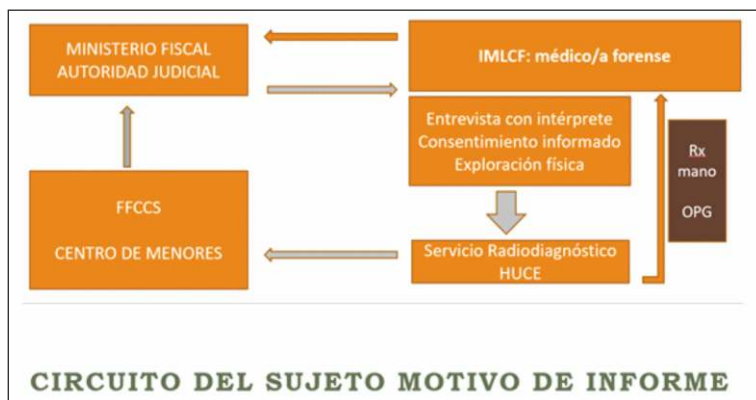 MINISTERIO FISCAL
AUTORIDAD JUDICIAL
IMLCF: médico/a forense
Entrevista con intérprete
Consentimiento informado
Exploración física
Rx
mano
OPG
FFCCS
CENTRO DE MENORES
Servicio Radiodiagnóstico
HUCE
CIRCUITO DEL SUJETO MOTIVO DE INFORME